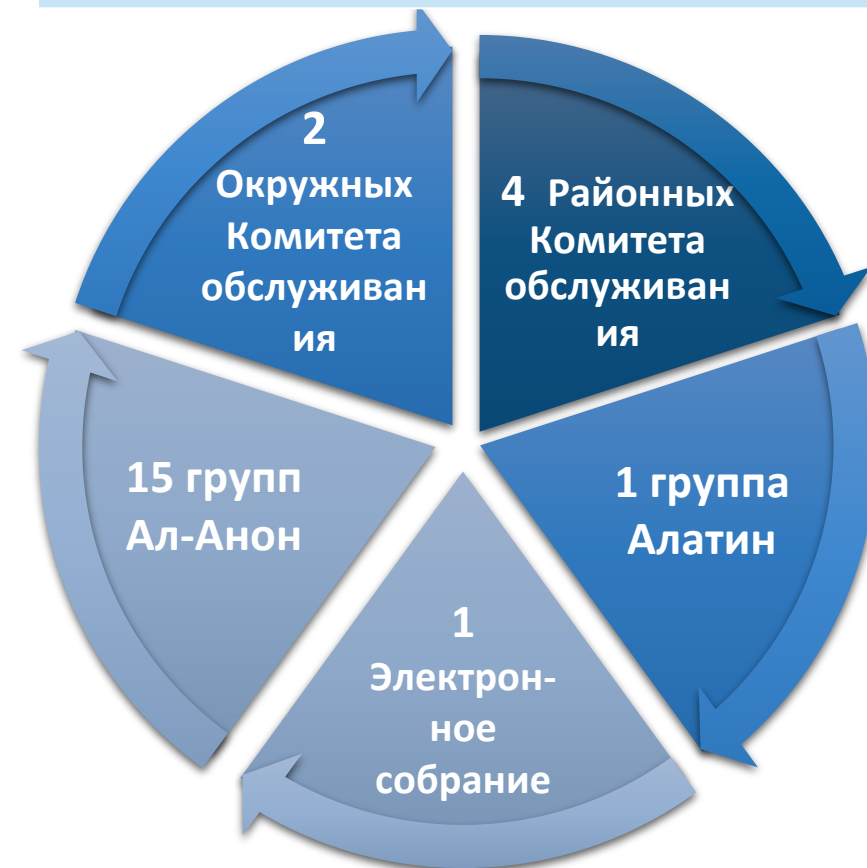 2
Окружных
Комитета
обслуживан
ия
4 Районных
Комитета
обслуживан
ия
15 групп
Ал-Анон
1 группа
Алатин
1
Электрон-
ное
собрание